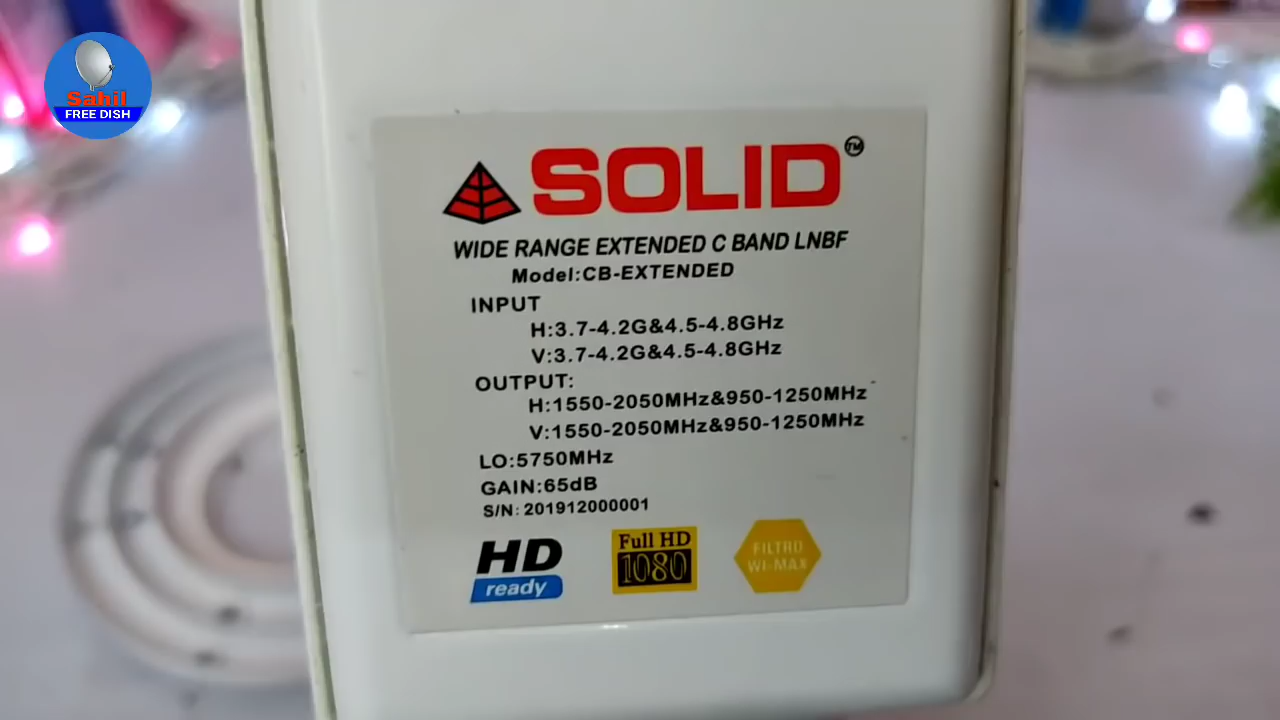 Sahil
FREE DISH
SOLID™
WIDE RANGE EXTENDED C BAND LNBF
Model:CB-EXTENDED
INPUT
H:3.7-4.2G&4.5-4.8GHz
V:3.7-4.2G&4.5-4.8GHz
OUTPUT:
H:1550-2050MHz&950-1250MHz
V:1550-2050MHz&950-1250MHz
LO:5750MHz
GAIN:65dB
S/N: 201912000001
HD
ready
Full HD
1080
FILTRO
WI-MAX